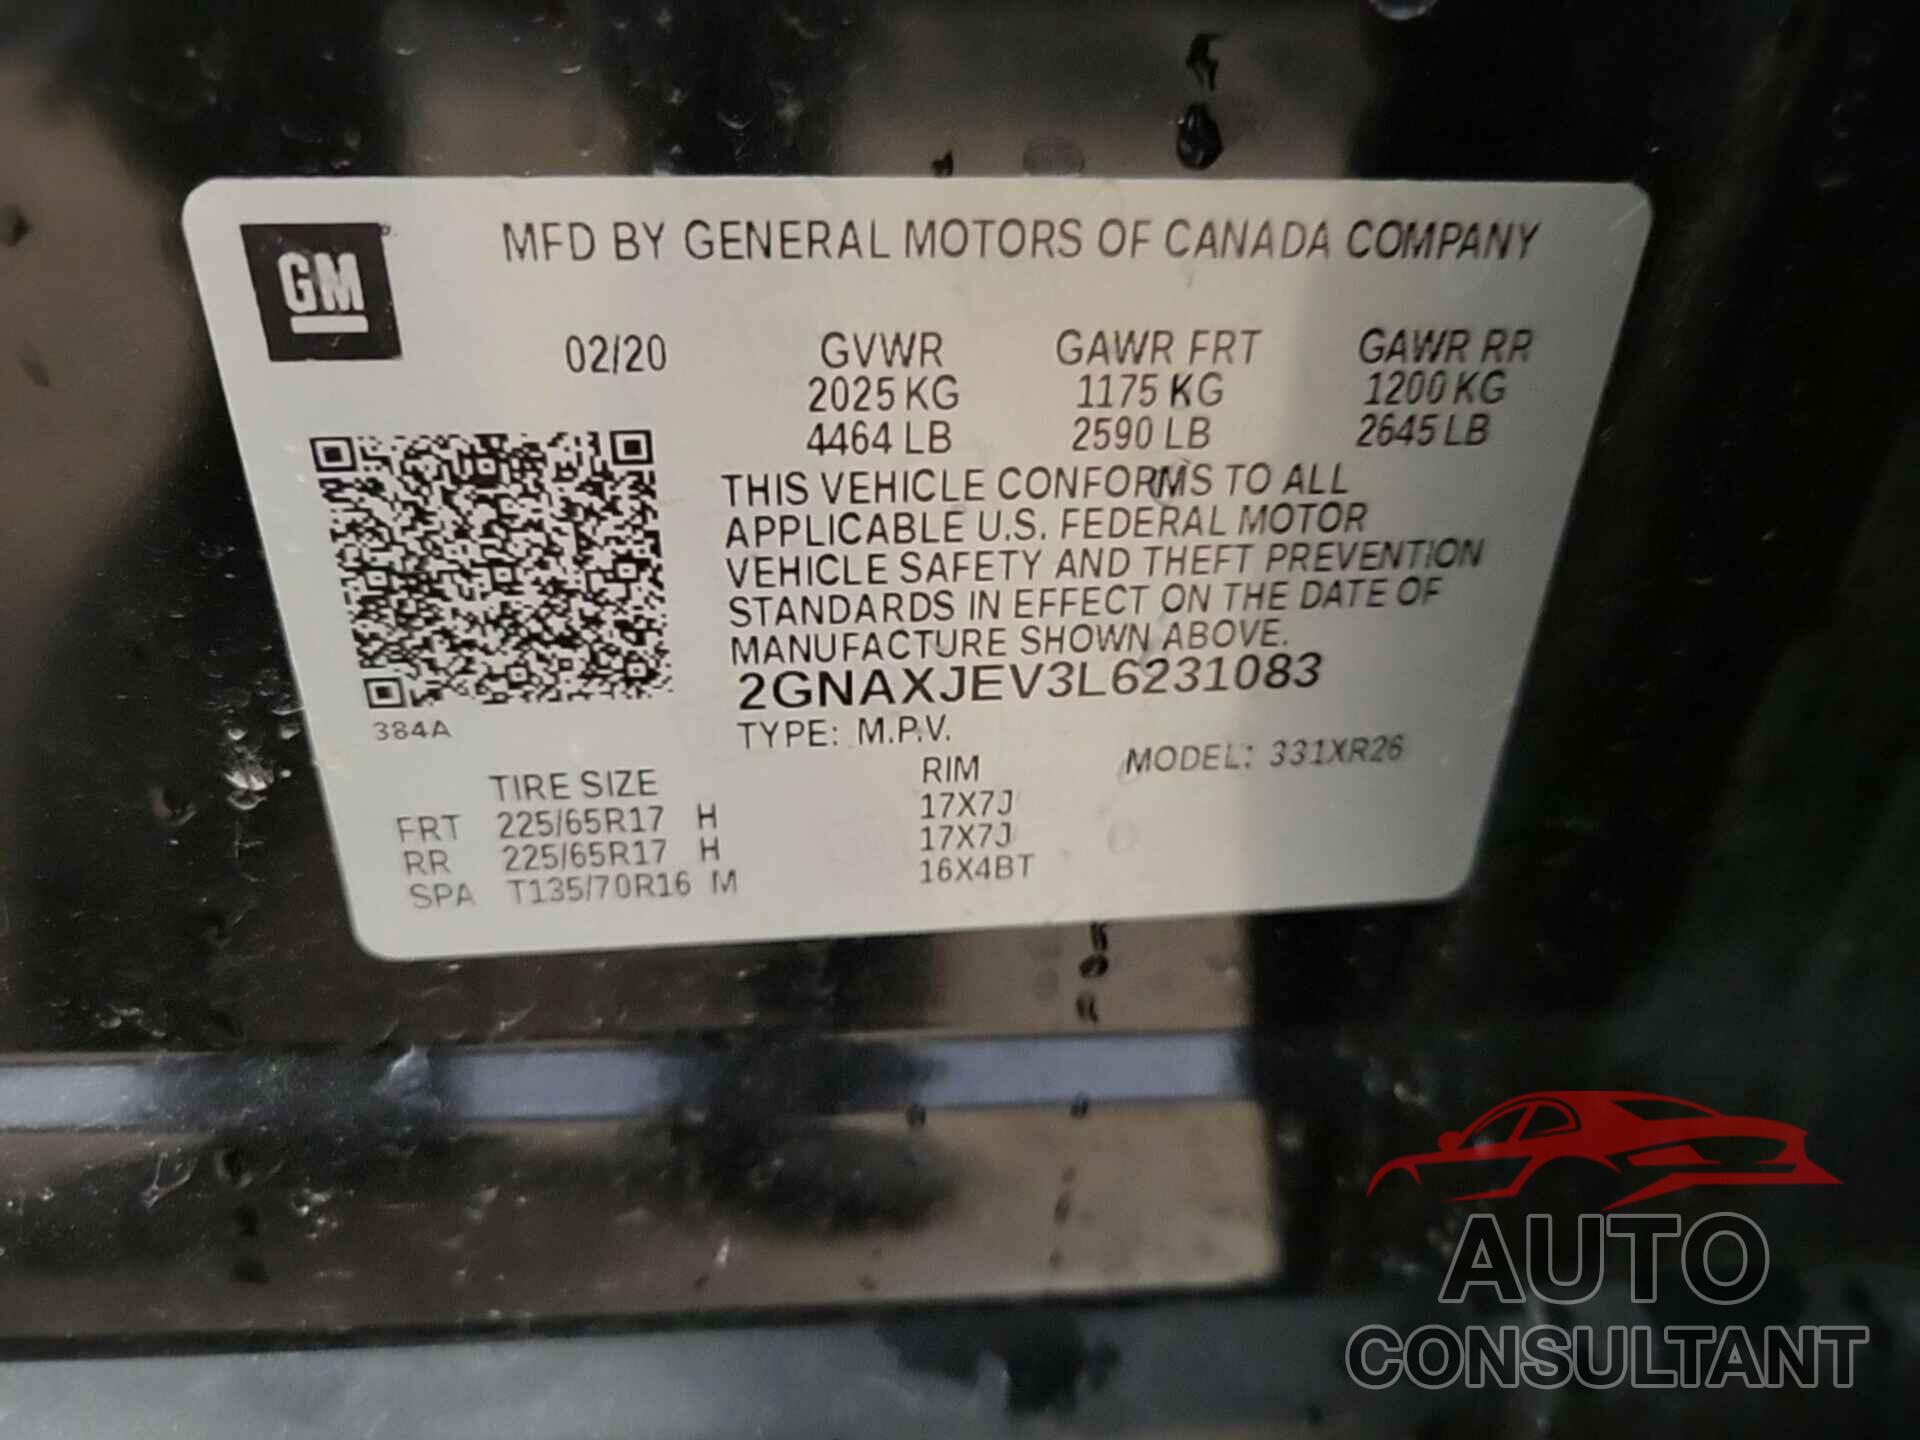 GM
MFD BY GENERAL MOTORS OF CANADA COMPANY
02/20 GVWR GAWR FRT GAWR RR
2025 KG 1175 KG 1200 KG
4464 LB 2590 LB 2645 LB
THIS VEHICLE CONFORMS TO ALL
APPLICABLE U.S. FEDERAL MOTOR
VEHICLE SAFETY AND THEFT PREVENTION
STANDARDS IN EFFECT ON THE DATE OF
MANUFACTURE SHOWN ABOVE.
2GNAXJEV3L6231083
384A
TYPE: M.P.V.
MODEL: 331XR26
TIRE SIZE RIM
FRT 225/65R17 H 17X7J
RR 225/65R17 H 17X7J
SPA T135/70R16 M 16X4BT
AUTO
CONSULTANT